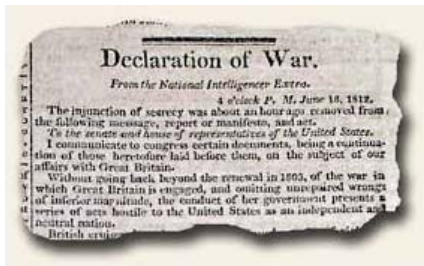 Declaration of War.
From the National Intelligencer Extra.
4 o'clock P. M. June 18, 1812.
The injunction of secrecy was about an hour ago removed from
the following message, report or manifesto, and act.
To the senate and house of representatives of the United States.
I communicate to congress certain documents, being a continua-
tion of those heretofore laid before them, on the subject of our
affairs with Great Britain.
Without going back beyond the renewal in 1803, of the war in
which Great Britain is engaged, and omitting unrepaired wrongs
of inferior magnitude, the conduct of her government presents a
series of acts hostile to the United States as an independent and
neutral nation.
British